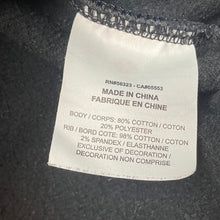 RN#56323 - CA#05553
MADE IN CHINA
FABRIQUE EN CHINE
BODY / CORPS: 80% COTTON / COTON
20% POLYESTER
RIB / BORD COTE: 98% COTTON / COTON
2% SPANDEX / ELASTHANNE
EXCLUSIVE OF DECORATION
DECORATION NON COMPRISE